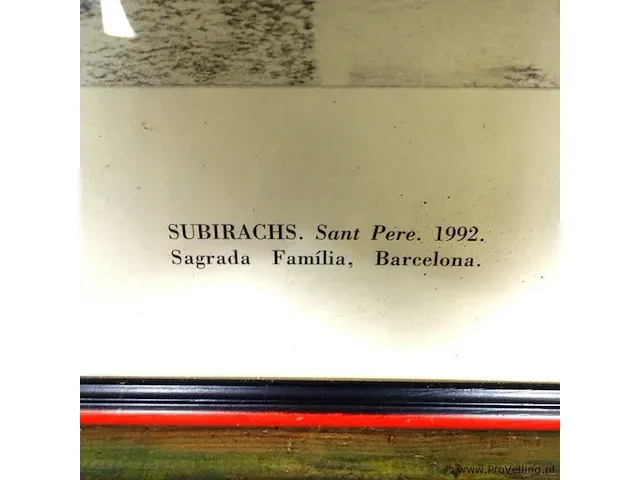 SUBIRACHS. Sant Pere. 1992.
Sagrada Família, Barcelona.
© www.ProVeiling.nl